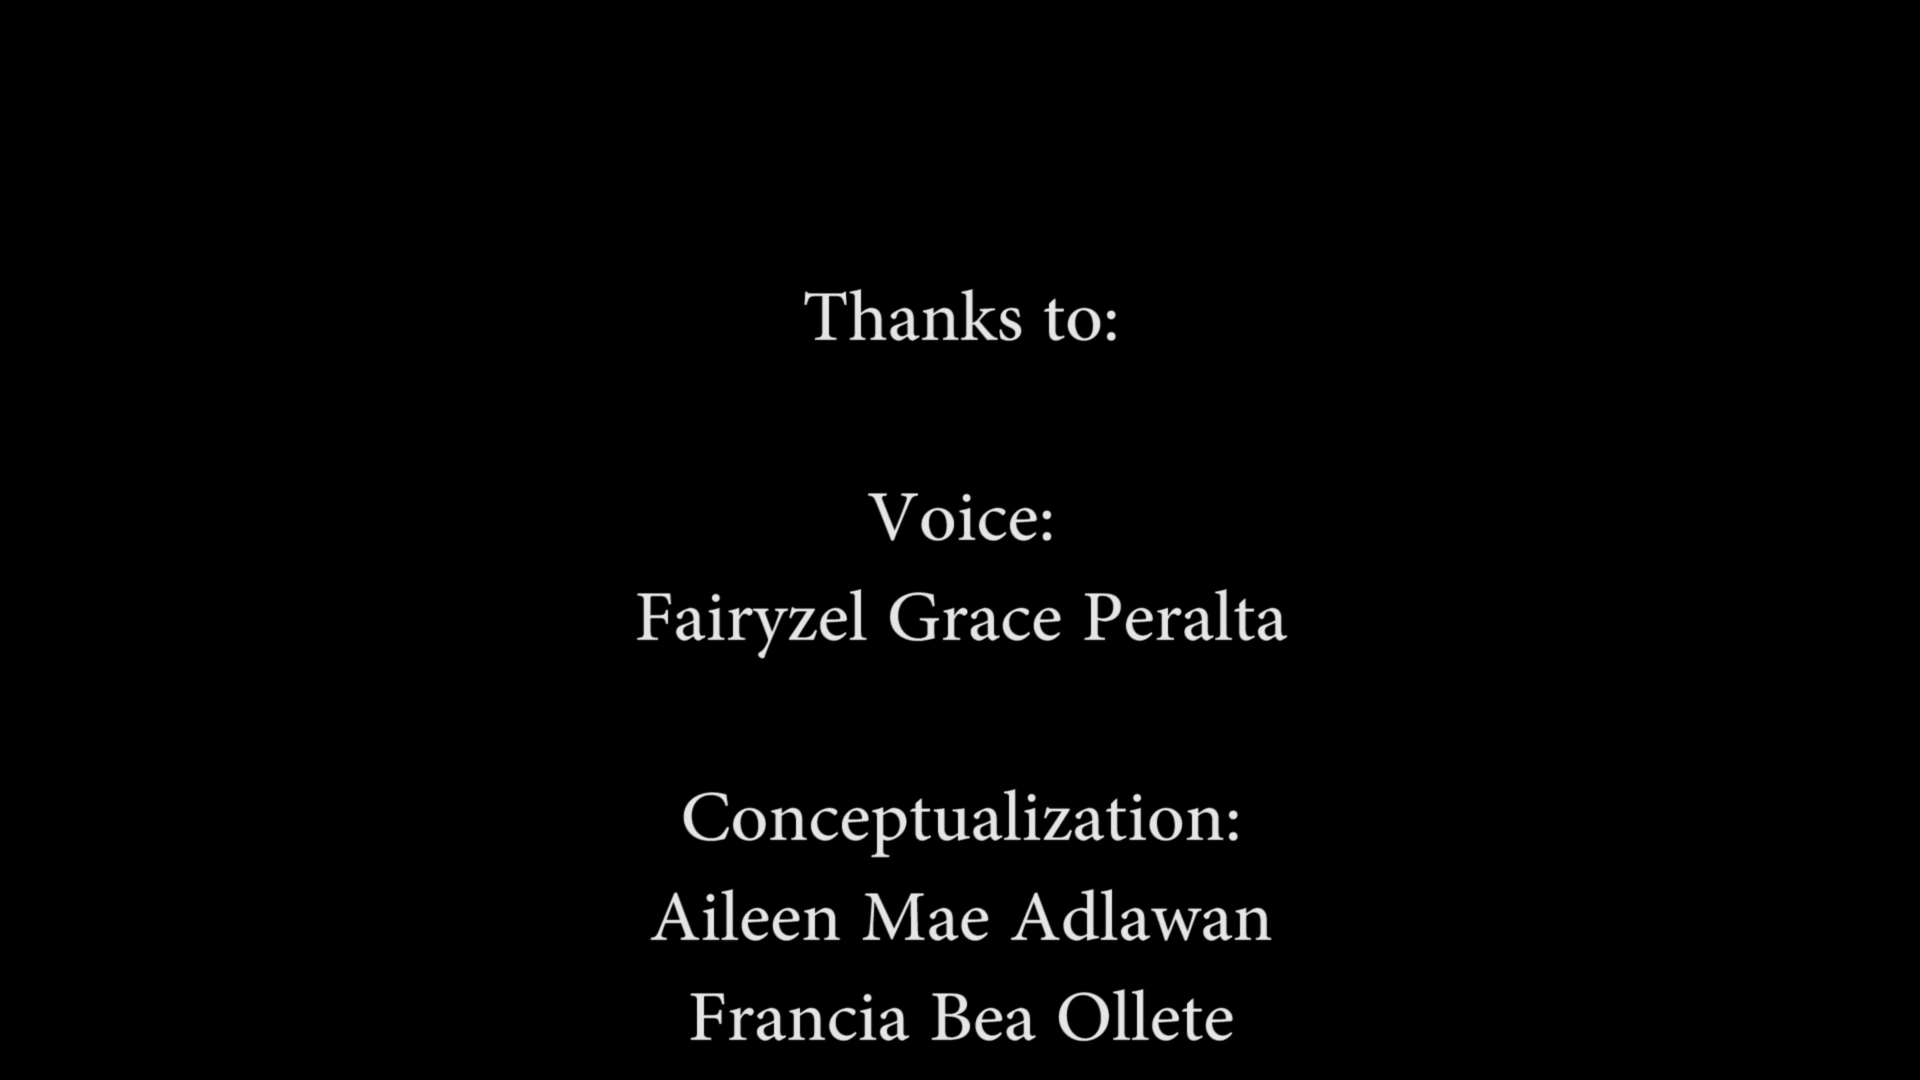 Thanks to:
Voice:
Fairyzel Grace Peralta
Conceptualization:
Aileen Mae Adlawan
Francia Bea Ollete